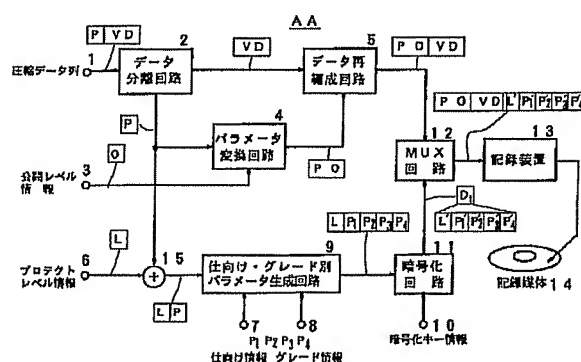 AA
P VD
1
圧縮データ列
2
データ
分離回路
VD
5
データ再
編成回路
P O VD
P
4
パラメータ
変換回路
P O
3
公開レベル
情 報
O
12
MUX
回路
P O VD L' P1' P2' P3' P4'
13
記録装置
D1
L' P1' P2' P3' P4'
記録媒体 14
6
プロテクト
レベル情報
L
15
+
L P
9
仕向け・グレード別
パラメータ生成回路
L P1 P2 P3 P4
11
暗号化
回路
7
8
P1 P2 P3 P4
仕向け情報 グレード情報
10
暗号化キー情報